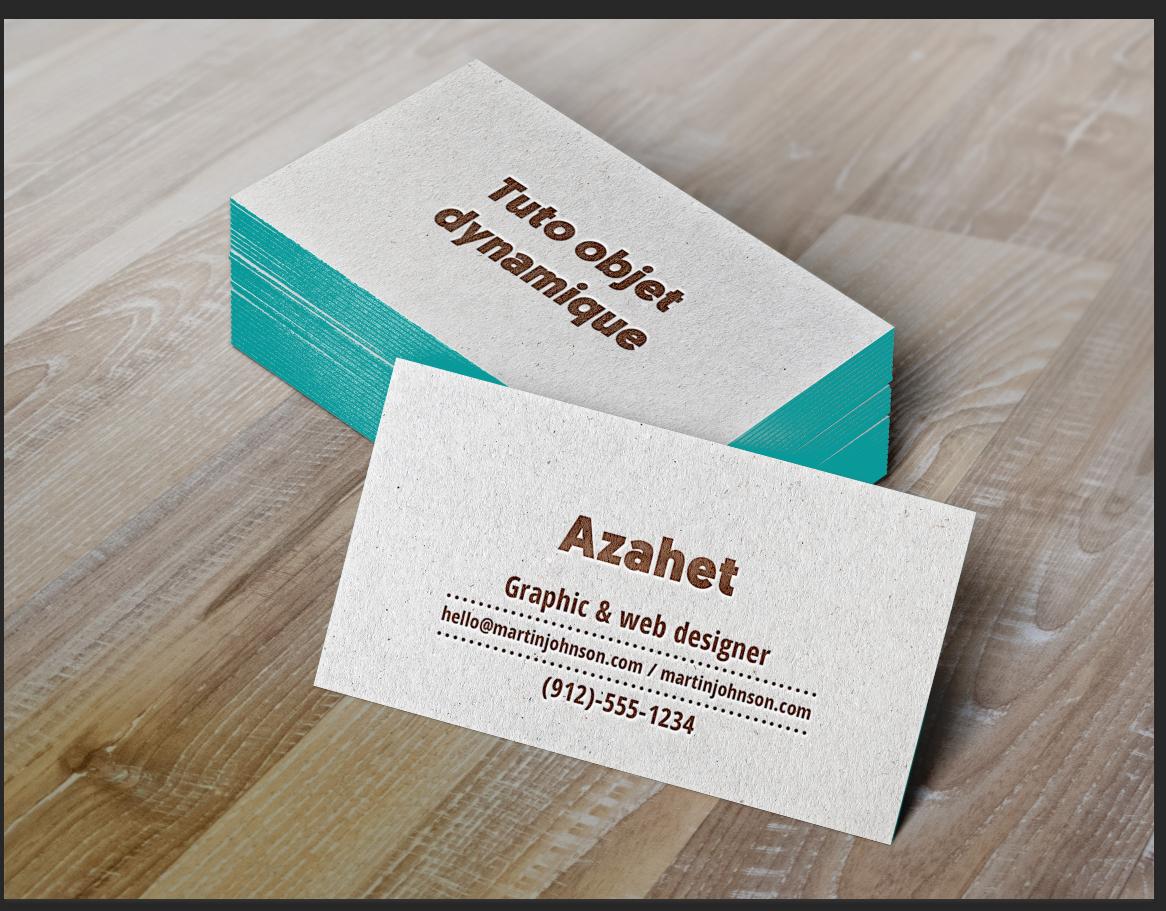 Tuto objet
dynamique
Azahet
Graphic & web designer
hello@martinjohnson.com / martinjohnson.com
(912)-555-1234